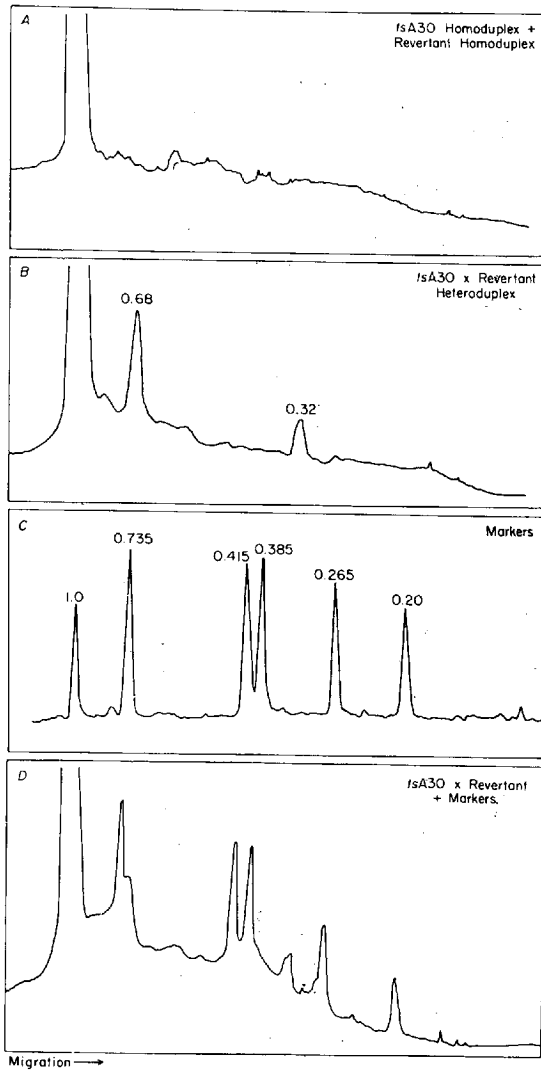 A
tsA30 Homoduplex +
Revertant Homoduplex
B
tsA30 x Revertant
Heteroduplex
0.68
0.32
C
Markers
1.0
0.735
0.415
0.385
0.265
0.20
D
tsA30 x Revertant
+ Markers.
Migration →